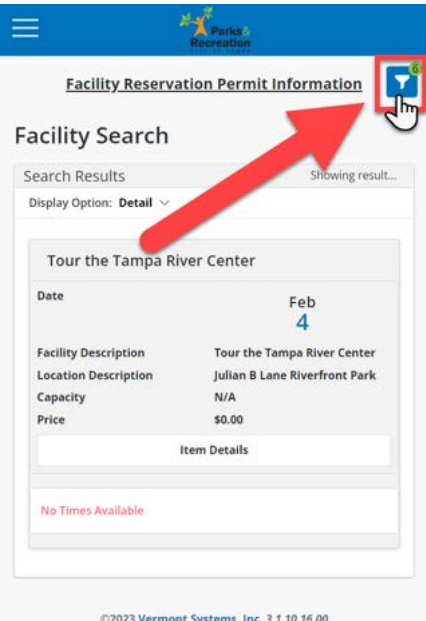 Parks&
Recreation
Facility Reservation Permit Information
6
Facility Search
Search Results Showing result...
Display Option: Detail
Tour the Tampa River Center
Date Feb
4
Facility Description Tour the Tampa River Center
Location Description Julian B Lane Riverfront Park
Capacity N/A
Price $0.00
Item Details
No Times Available
©2023 Vermont Systems, Inc. 3.1.10.16.00